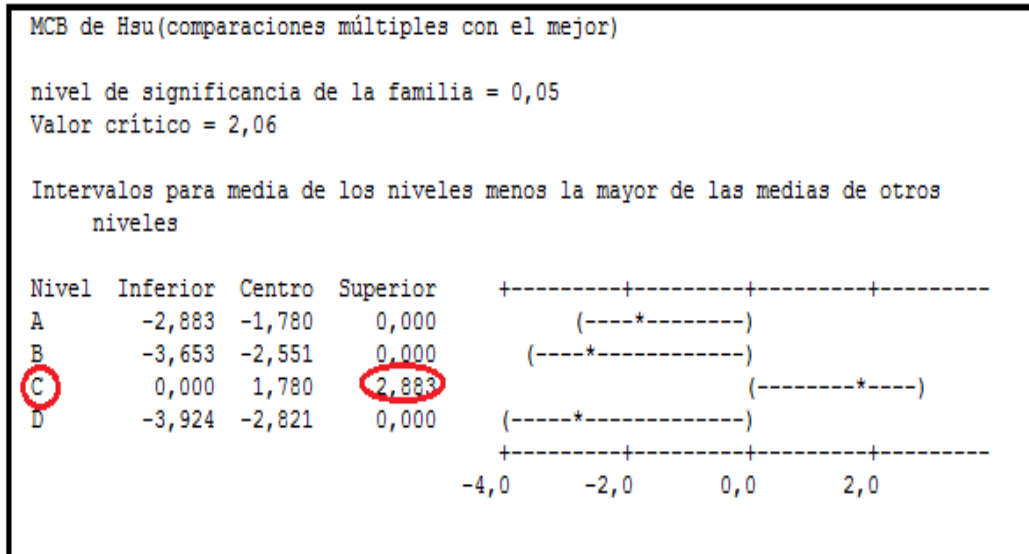 MCB de Hsu(comparaciones múltiples con el mejor)
nivel de significancia de la familia = 0,05
Valor crítico = 2,06
Intervalos para media de los niveles menos la mayor de las medias de otros
niveles
Nivel Inferior Centro Superior +---------+---------+---------+---------
A -2,883 -1,780 0,000 (----*--------)
B -3,653 -2,551 0,000 (----*------------)
C 0,000 1,780 2,883 (--------*----)
D -3,924 -2,821 0,000 (-----*-------------)
+---------+---------+---------+---------
-4,0 -2,0 0,0 2,0